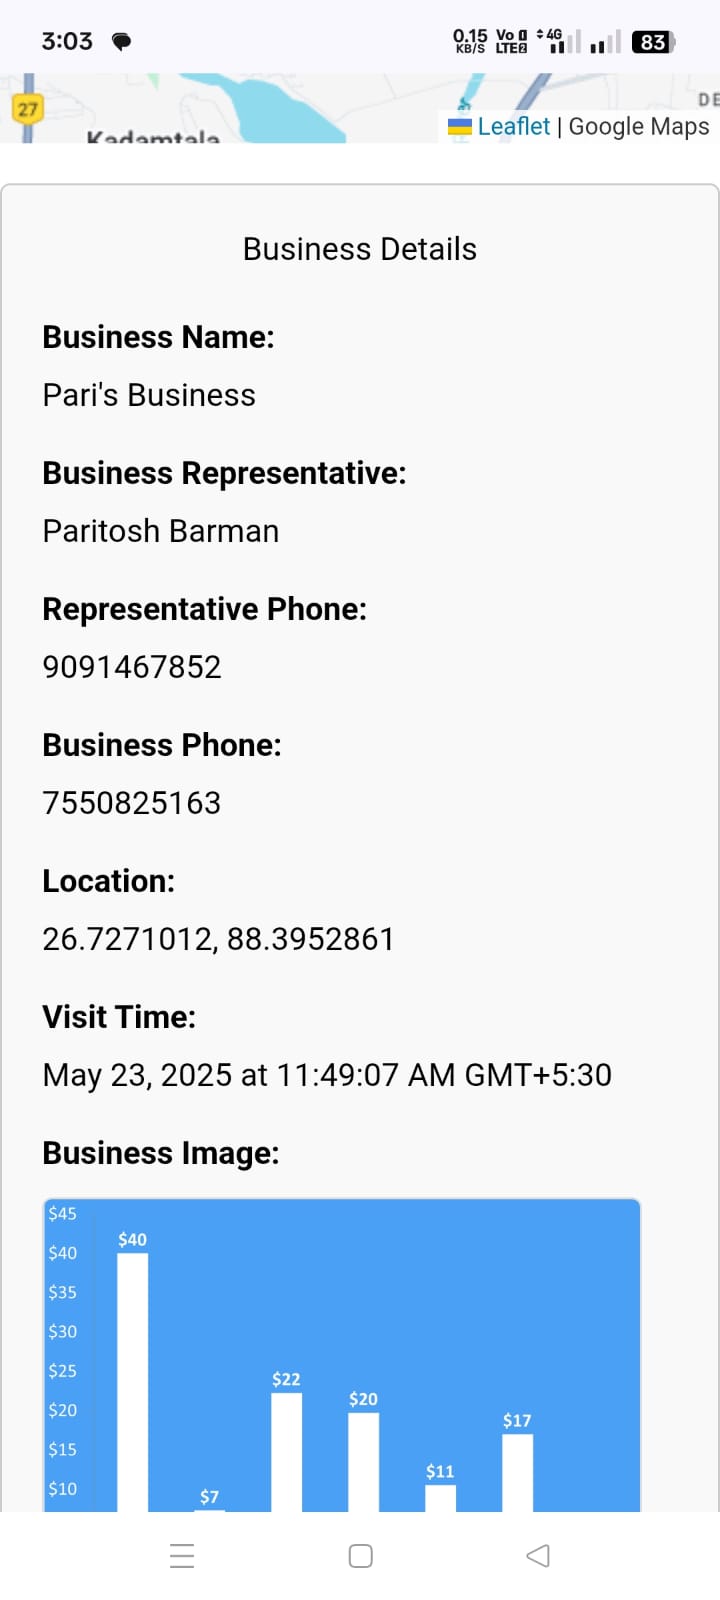 3:03
0.15 KB/S Vo LTE2 4G 83
27
Kadamtala
DE
Leaflet | Google Maps
Business Details
Business Name:
Pari's Business
Business Representative:
Paritosh Barman
Representative Phone:
9091467852
Business Phone:
7550825163
Location:
26.7271012, 88.3952861
Visit Time:
May 23, 2025 at 11:49:07 AM GMT+5:30
Business Image:
$45
$40
$40
$35
$30
$25
$22
$20
$20
$17
$15
$11
$10
$7